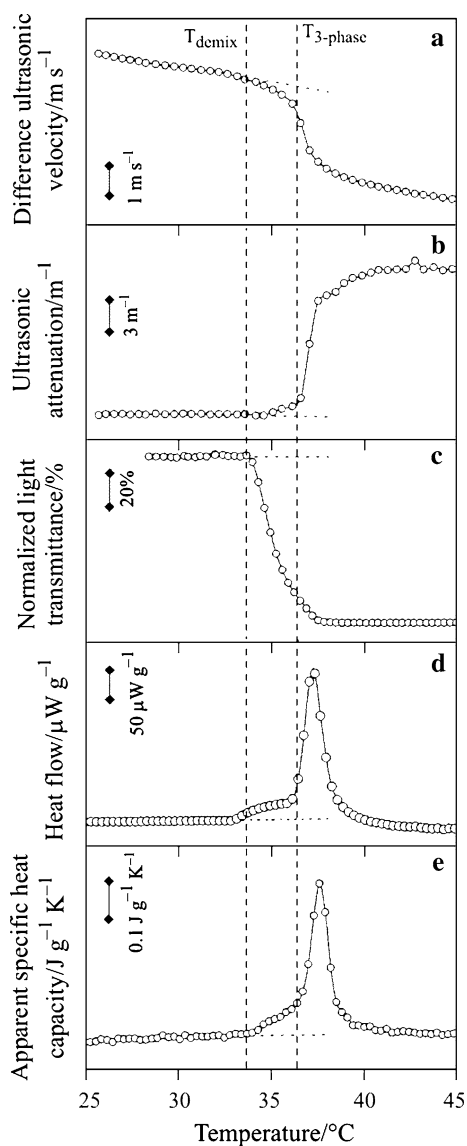 T_demix
T_3-phase
a
Difference ultrasonic
velocity/m s⁻¹
1 m s⁻¹
b
Ultrasonic
attenuation/m⁻¹
3 m⁻¹
c
Normalized light
transmittance/%
20%
d
Heat flow/μW g⁻¹
50 μW g⁻¹
e
Apparent specific heat
capacity/J g⁻¹ K⁻¹
0.1 J g⁻¹ K⁻¹
25 30 35 40 45
Temperature/°C